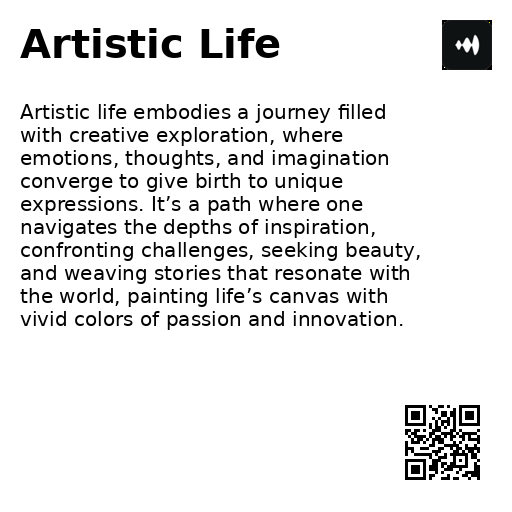 Artistic Life
Artistic life embodies a journey filled
with creative exploration, where
emotions, thoughts, and imagination
converge to give birth to unique
expressions. It’s a path where one
navigates the depths of inspiration,
confronting challenges, seeking beauty,
and weaving stories that resonate with
the world, painting life’s canvas with
vivid colors of passion and innovation.